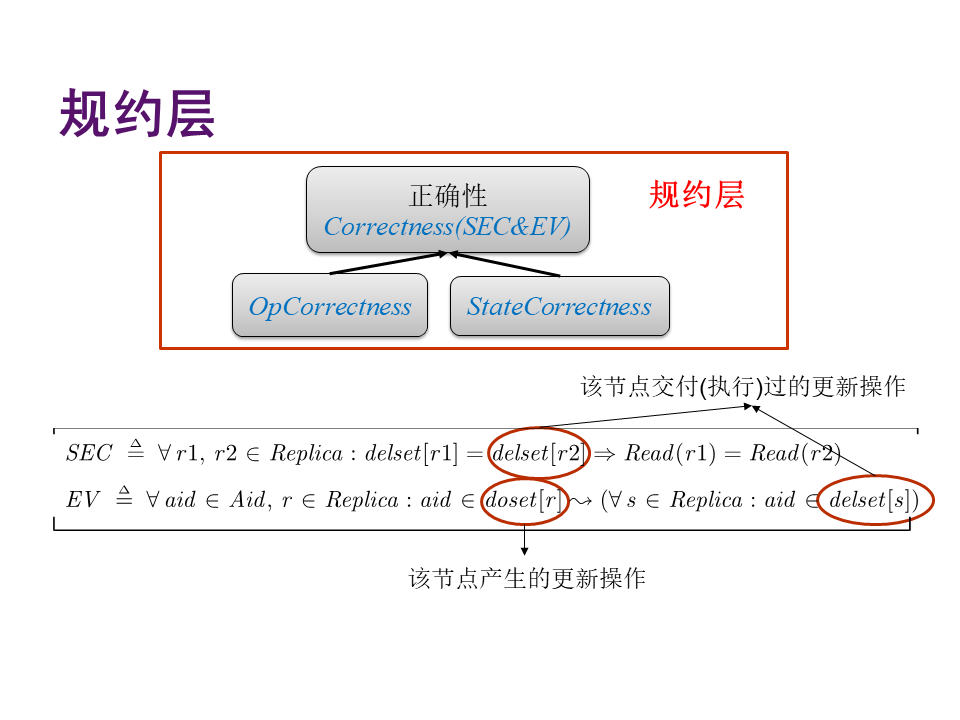 规约层
正确性
规约层
Correctness(SEC&EV)
OpCorrectness
StateCorrectness
该节点交付(执行)过的更新操作
SEC ≜ ∀ r1, r2 ∈ Replica : delset[r1] = delset[r2] ⇒ Read(r1) = Read(r2)
EV ≜ ∀ aid ∈ Aid, r ∈ Replica : aid ∈ doset[r] ⤳ (∀ s ∈ Replica : aid ∈ delset[s])
该节点产生的更新操作